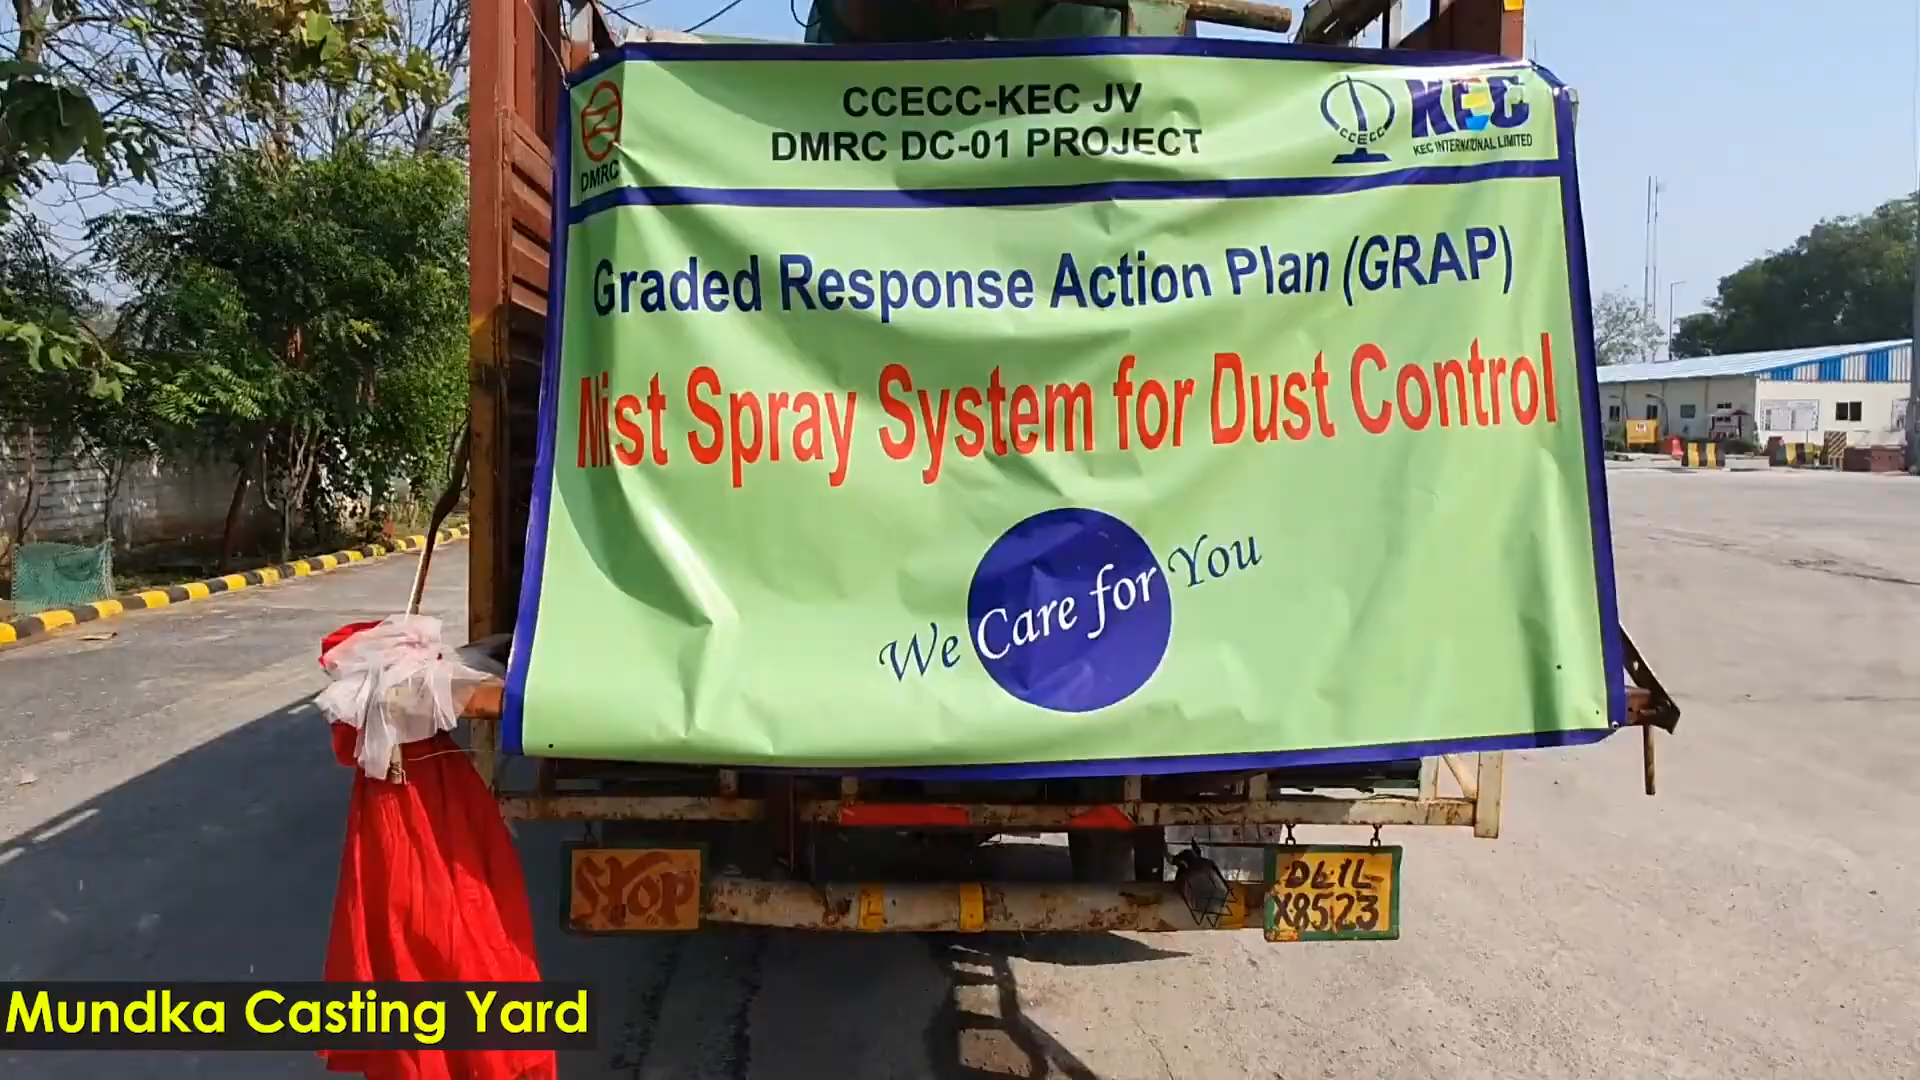 CCECC-KEC JV
DMRC DC-01 PROJECT
DMRC
CCECC
KEC
KEC INTERNATIONAL LIMITED
Graded Response Action Plan (GRAP)
Mist Spray System for Dust Control
We Care for You
STOP
DL1L
X8523
Mundka Casting Yard